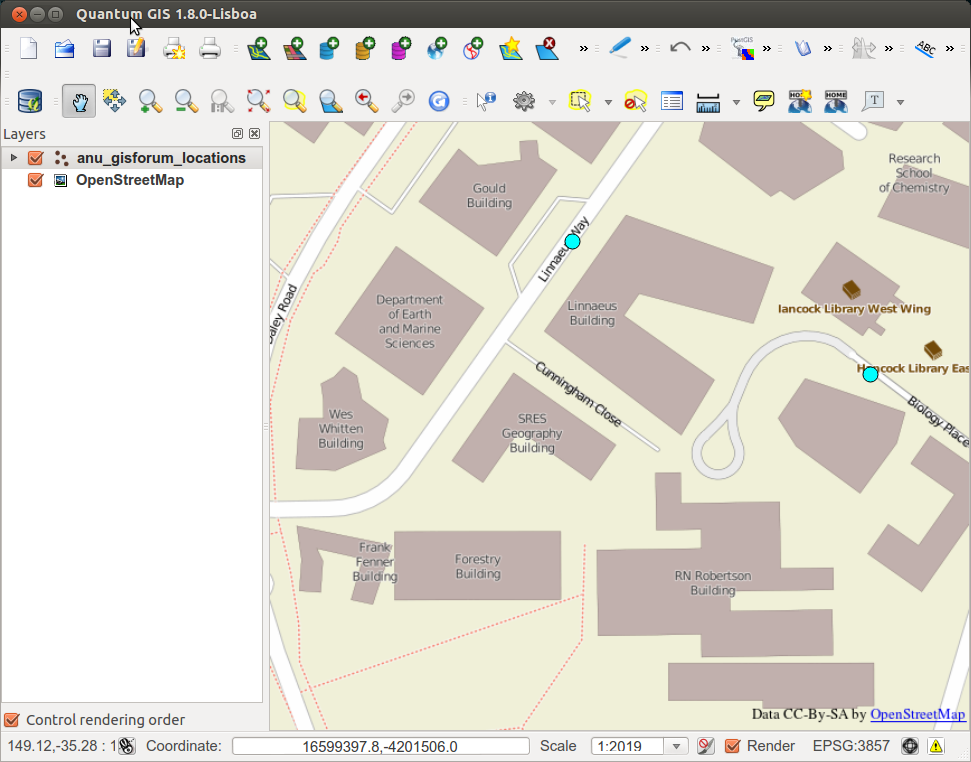 Quantum GIS 1.8.0-Lisboa
PostGIS
ABC
HOME
T
Layers
anu_gisforum_locations
OpenStreetMap
Research
School
of Chemistry
Gould
Building
Linnaeus Way
Daley Road
Department
of Earth
and Marine
Sciences
Linnaeus
Building
Hancock Library West Wing
Hancock Library Eas
Cunningham Close
Biology Place
Wes
Whitten
Building
SRES
Geography
Building
Frank
Fenner
Building
Forestry
Building
RN Robertson
Building
Data CC-By-SA by OpenStreetMap
Control rendering order
149.12,-35.28 : 1
Coordinate: 16599397.8,-4201506.0 Scale 1:2019 Render EPSG:3857